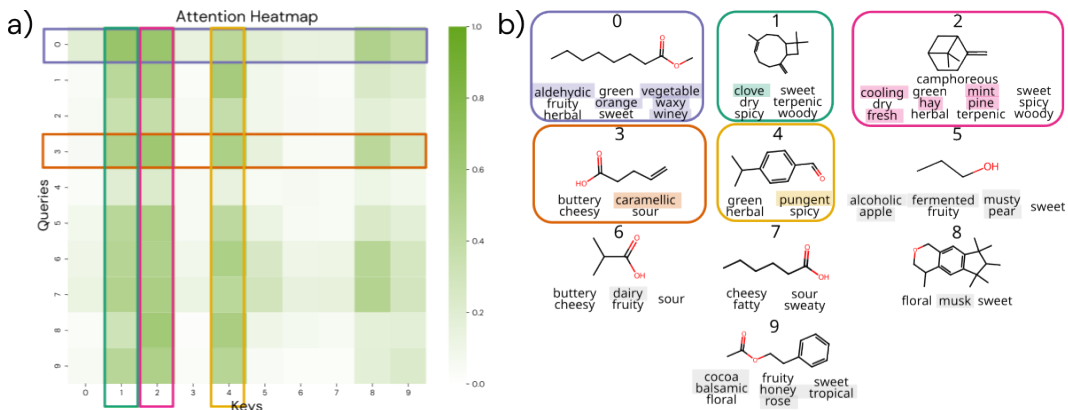 a)
Attention Heatmap
Queries
0
1
2
3
4
5
6
7
8
9
0 1 2 3 4 5 6 7 8 9
Keys
1.0
0.8
0.6
0.4
0.2
0.0
b)
0
O
O
aldehydic green vegetable
fruity orange waxy
herbal sweet winey
1
clove sweet
dry terpenic
spicy woody
2
camphoreous
cooling green mint sweet
dry hay pine spicy
fresh herbal terpenic woody
3
O
HO
buttery caramellic
cheesy sour
4
O
green pungent
herbal spicy
5
OH
alcoholic fermented musty sweet
apple fruity pear
6
O
OH
buttery dairy sour
cheesy fruity
7
O
OH
cheesy sour
fatty sweaty
8
O
floral musk sweet
9
O
O
cocoa fruity sweet
balsamic honey tropical
floral rose